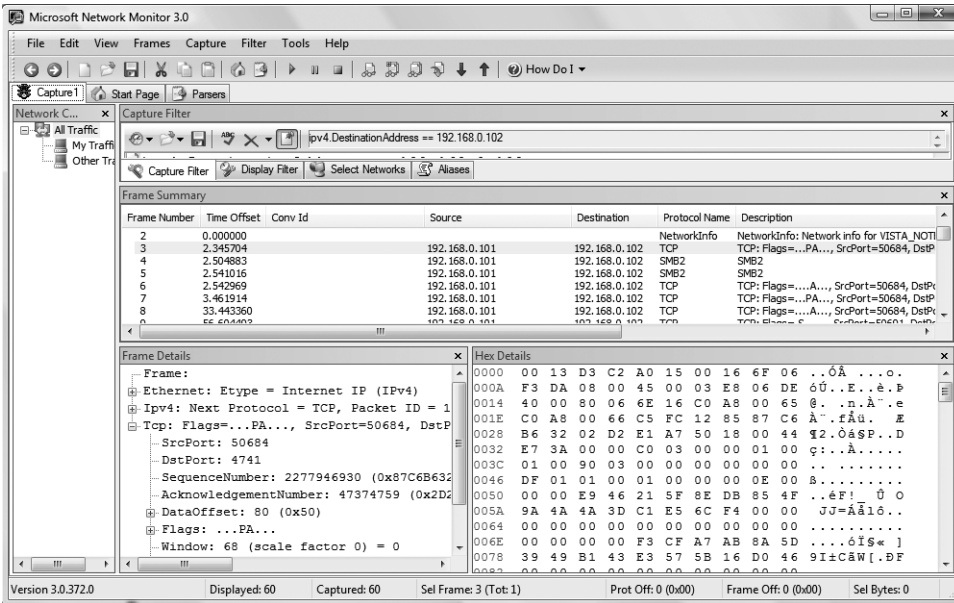 Microsoft Network Monitor 3.0
File Edit View Frames Capture Filter Tools Help
How Do I
Capture1 Start Page Parsers
Network C... x
All Traffic
My Traffi
Other Tra
Capture Filter x
ABC
ipv4.DestinationAddress == 192.168.0.102
Capture Filter Display Filter Select Networks Aliases
Frame Summary x
Frame Number Time Offset Conv Id Source Destination Protocol Name Description
2 0.000000 NetworkInfo NetworkInfo: Network info for VISTA_NOTE
3 2.345704 192.168.0.101 192.168.0.102 TCP TCP: Flags=...PA..., SrcPort=50684, DstP
4 2.504883 192.168.0.101 192.168.0.102 SMB2 SMB2
5 2.541016 192.168.0.101 192.168.0.102 SMB2 SMB2
6 2.542969 192.168.0.101 192.168.0.102 TCP TCP: Flags=....A..., SrcPort=50684, DstPo
7 3.461914 192.168.0.101 192.168.0.102 TCP TCP: Flags=...PA..., SrcPort=50684, DstP
8 33.443360 192.168.0.101 192.168.0.102 TCP TCP: Flags=....A..., SrcPort=50684, DstPo
Frame Details x
Frame:
Ethernet: Etype = Internet IP (IPv4)
Ipv4: Next Protocol = TCP, Packet ID = 1
Tcp: Flags=...PA..., SrcPort=50684, DstP
SrcPort: 50684
DstPort: 4741
SequenceNumber: 2277946930 (0x87C6B632
AcknowledgementNumber: 47374759 (0x2D2
DataOffset: 80 (0x50)
Flags: ...PA...
Window: 68 (scale factor 0) = 0
Hex Details x
0000 00 13 D3 C2 A0 15 00 16 6F 06 ..ÓÂ ...o.
000A F3 DA 08 00 45 00 03 E8 06 DE óÚ..E..è.Þ
0014 40 00 80 06 6E 16 C0 A8 00 65 @. .n.À¨.e
001E C0 A8 00 66 C5 FC 12 85 87 C6 À¨.fÅü. Æ
0028 B6 32 02 D2 E1 A7 50 18 00 44 ¶2.Òá§P..D
0032 E7 3A 00 00 C0 03 00 00 01 00 ç:..À.....
003C 01 00 90 03 00 00 00 00 00 00 .. .......
0046 DF 01 01 00 01 00 00 00 0E 00 ß.........
0050 00 00 E9 46 21 5F 8E DB 85 4F ..éF!_ Û O
005A 9A 4A 4A 3D C1 E5 6C F4 00 00 JJ=Áålô..
0064 00 00 00 00 00 00 00 00 00 00 ..........
006E 00 00 00 00 F3 CF A7 AB 8A 5D ....óÏ§« ]
0078 39 49 B1 43 E3 57 5B 16 D0 46 9I±CãW[.ÐF
Version 3.0.372.0 Displayed: 60 Captured: 60 Sel Frame: 3 (Tot: 1) Prot Off: 0 (0x00) Frame Off: 0 (0x00) Sel Bytes: 0